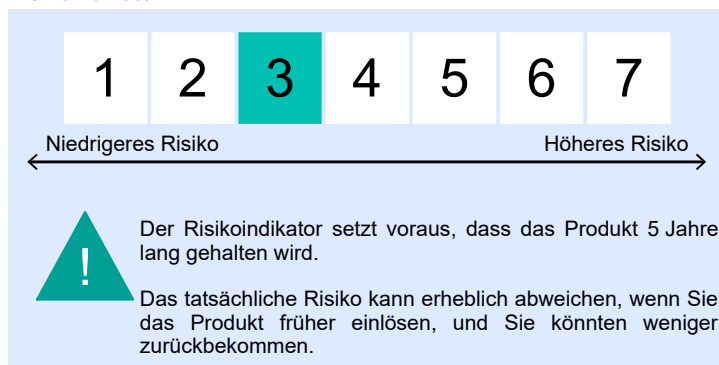 1 2 3 4 5 6 7
Niedrigeres Risiko Höheres Risiko
!
Der Risikoindikator setzt voraus, dass das Produkt 5 Jahre
lang gehalten wird.
Das tatsächliche Risiko kann erheblich abweichen, wenn Sie
das Produkt früher einlösen, und Sie könnten weniger
zurückbekommen.